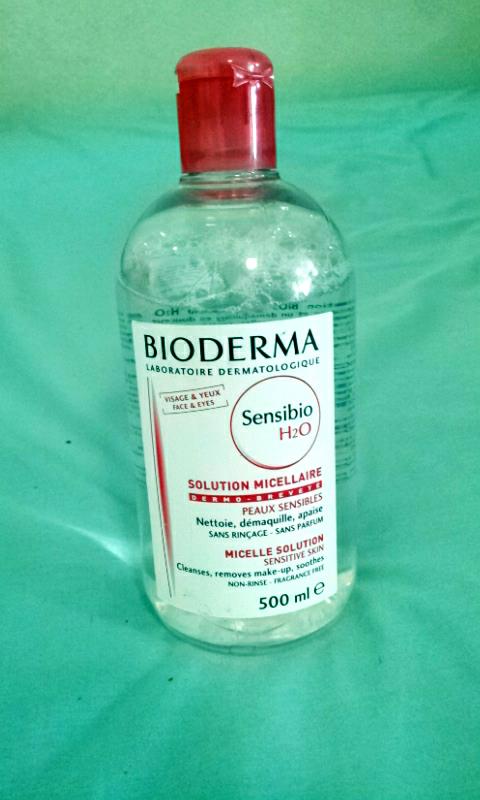 BIODERMA
LABORATOIRE DERMATOLOGIQUE
VISAGE & YEUX
FACE & EYES
Sensibio
H2O
SOLUTION MICELLAIRE
DERMO-BREVETÉ
PEAUX SENSIBLES
Nettoie, démaquille, apaise
SANS RINÇAGE - SANS PARFUM
MICELLE SOLUTION
SENSITIVE SKIN
Cleanses, removes make-up, soothes
NON-RINSE - FRAGRANCE FREE
500 ml ℮